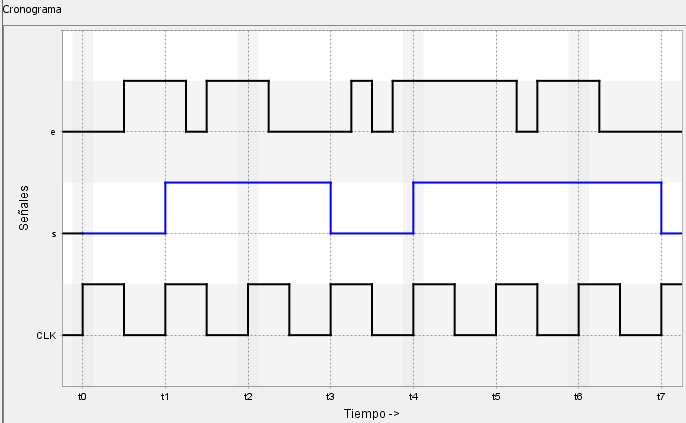 Cronograma
Señales
e
s
CLK
t0 t1 t2 t3 t4 t5 t6 t7
Tiempo ->